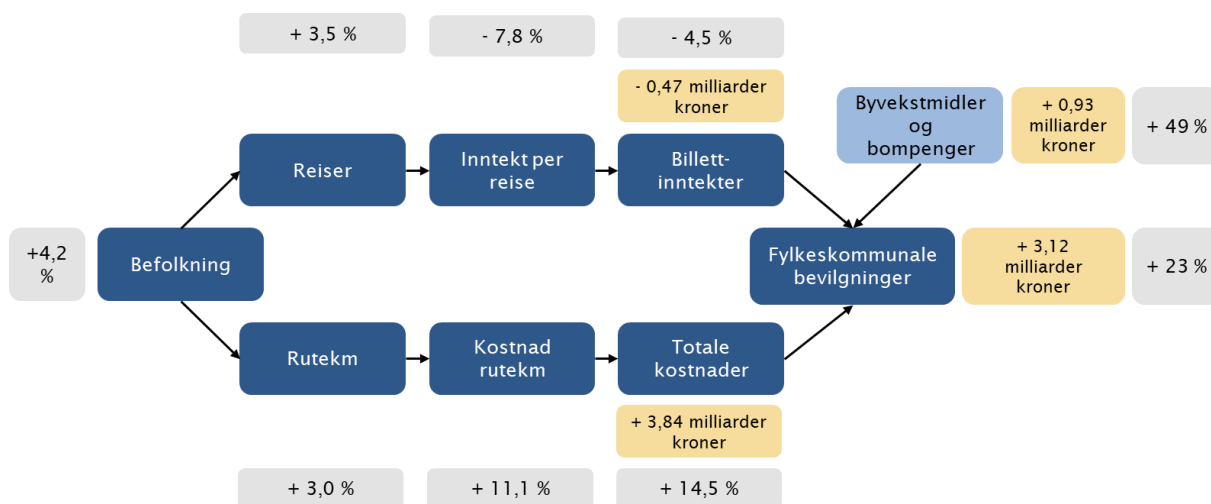 + 3,5 %
- 7,8 %
- 4,5 %
- 0,47 milliarder
kroner
Byvekstmidler
og
bompenger
+ 0,93
milliarder
kroner
+ 49 %
Reiser
Inntekt per
reise
Billett-
inntekter
+4,2
%
Befolkning
Fylkeskommunale
bevilgninger
+ 3,12
milliarder
kroner
+ 23 %
Rutekm
Kostnad
rutekm
Totale
kostnader
+ 3,84 milliarder
kroner
+ 3,0 %
+ 11,1 %
+ 14,5 %